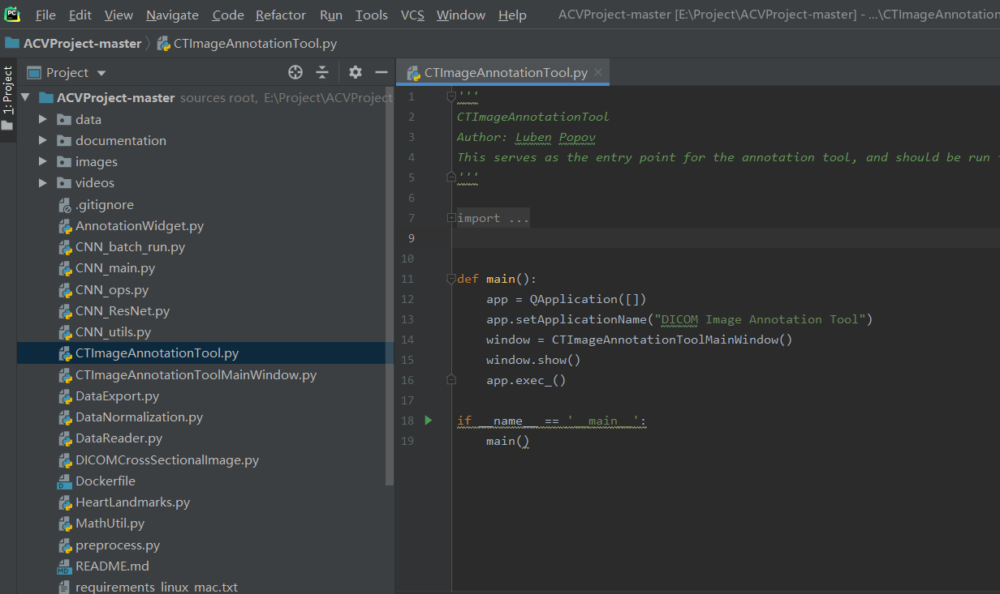 File Edit View Navigate Code Refactor Run Tools VCS Window Help ACVProject-master [E:\Project\ACVProject-master] - ...\CTImageAnnotation
ACVProject-master CTImageAnnotationTool.py
1: Project
Project
ACVProject-master sources root, E:\Project\ACVProject
data
documentation
images
videos
.gitignore
AnnotationWidget.py
CNN_batch_run.py
CNN_main.py
CNN_ops.py
CNN_ResNet.py
CNN_utils.py
CTImageAnnotationTool.py
CTImageAnnotationToolMainWindow.py
DataExport.py
DataNormalization.py
DataReader.py
DICOMCrossSectionalImage.py
Dockerfile
HeartLandmarks.py
MathUtil.py
preprocess.py
README.md
requirements_linux_mac.txt
CTImageAnnotationTool.py
1 '''
2 CTImageAnnotationTool
3 Author: Luben Popov
4 This serves as the entry point for the annotation tool, and should be run
5 '''
6
7 import ...
9
10
11 def main():
12 app = QApplication([])
13 app.setApplicationName("DICOM Image Annotation Tool")
14 window = CTImageAnnotationToolMainWindow()
15 window.show()
16 app.exec_()
17
18 if __name__ == '__main__':
19 main()